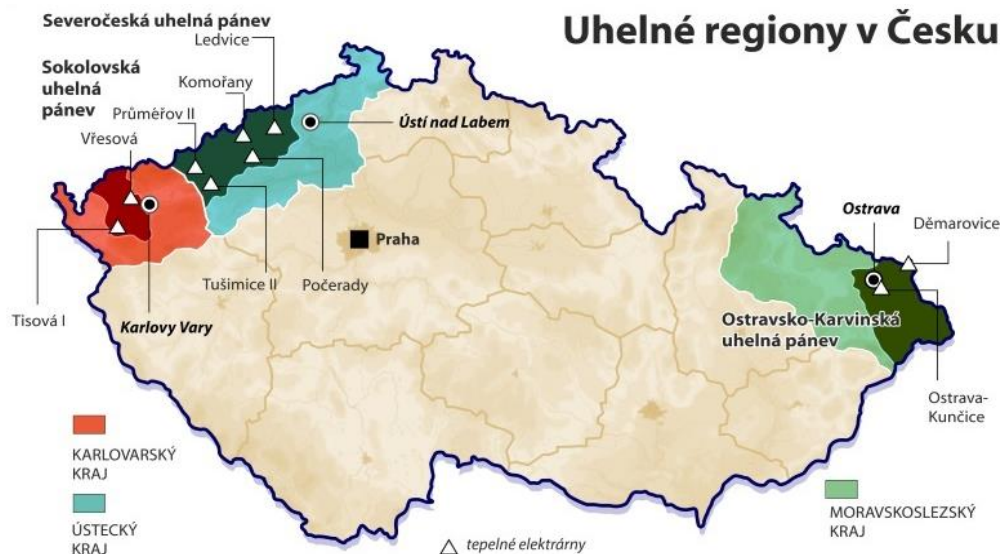 Uhelné regiony v Česku
Severočeská uhelná pánev
Ledvice
Sokolovská
uhelná
pánev
Komořany
Průměřov II
Vřesová
Ústí nad Labem
Praha
Tisová I
Karlovy Vary
Tušimice II
Počerady
Ostrava
Děmarovice
Ostravsko-Karvinská
uhelná pánev
Ostrava-
Kunčice
KARLOVARSKÝ
KRAJ
ÚSTECKÝ
KRAJ
MORAVSKOSLEZSKÝ
KRAJ
tepelné elektrárny